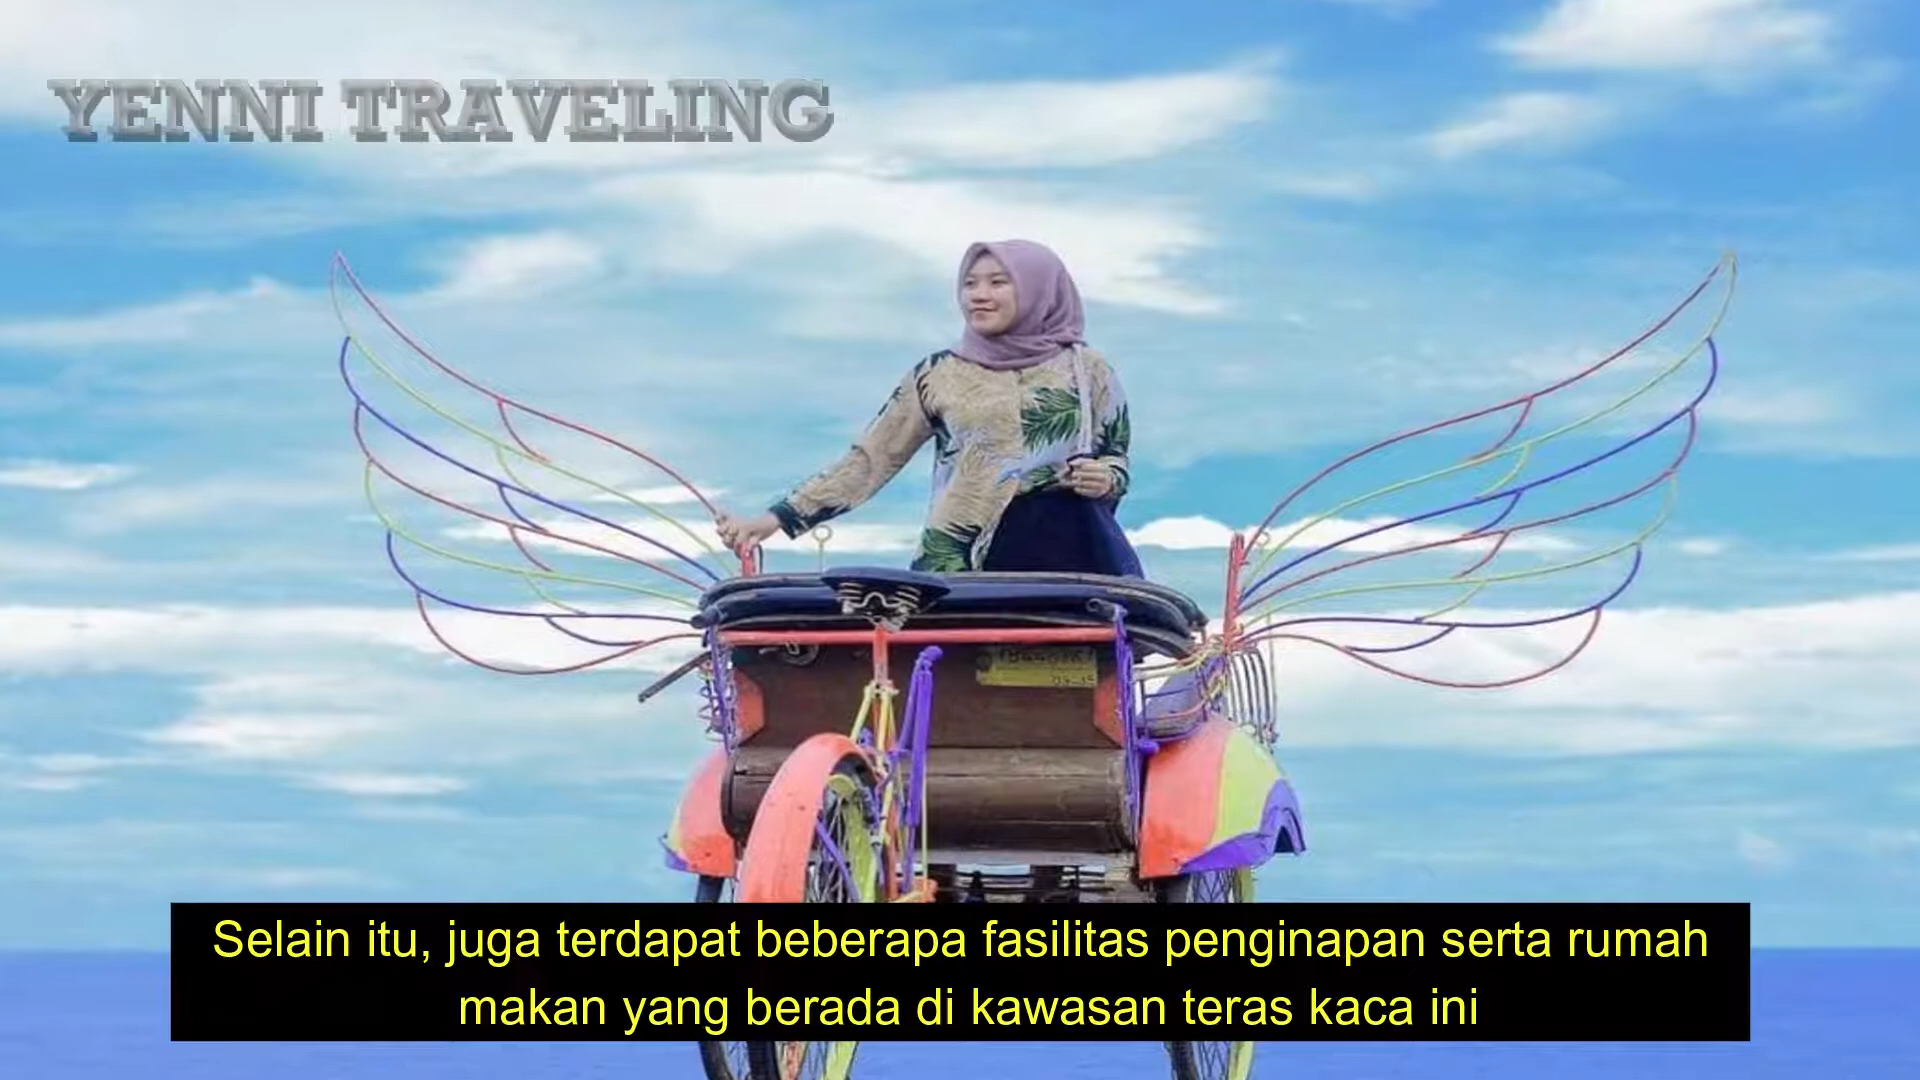 YENNI TRAVELING
Selain itu, juga terdapat beberapa fasilitas penginapan serta rumah
makan yang berada di kawasan teras kaca ini